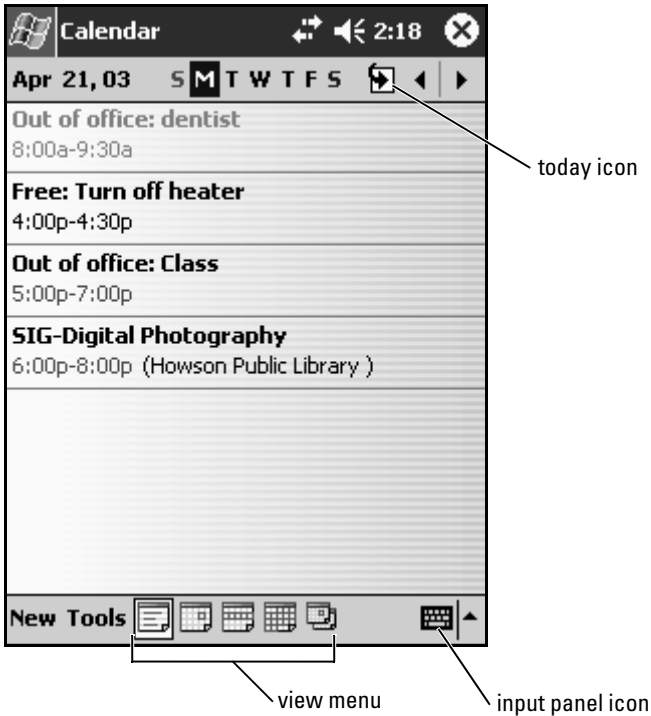 Calendar 2:18
Apr 21, 03 S M T W T F S
today icon
Out of office: dentist
8:00a-9:30a
Free: Turn off heater
4:00p-4:30p
Out of office: Class
5:00p-7:00p
SIG-Digital Photography
6:00p-8:00p (Howson Public Library )
New Tools
view menu
input panel icon